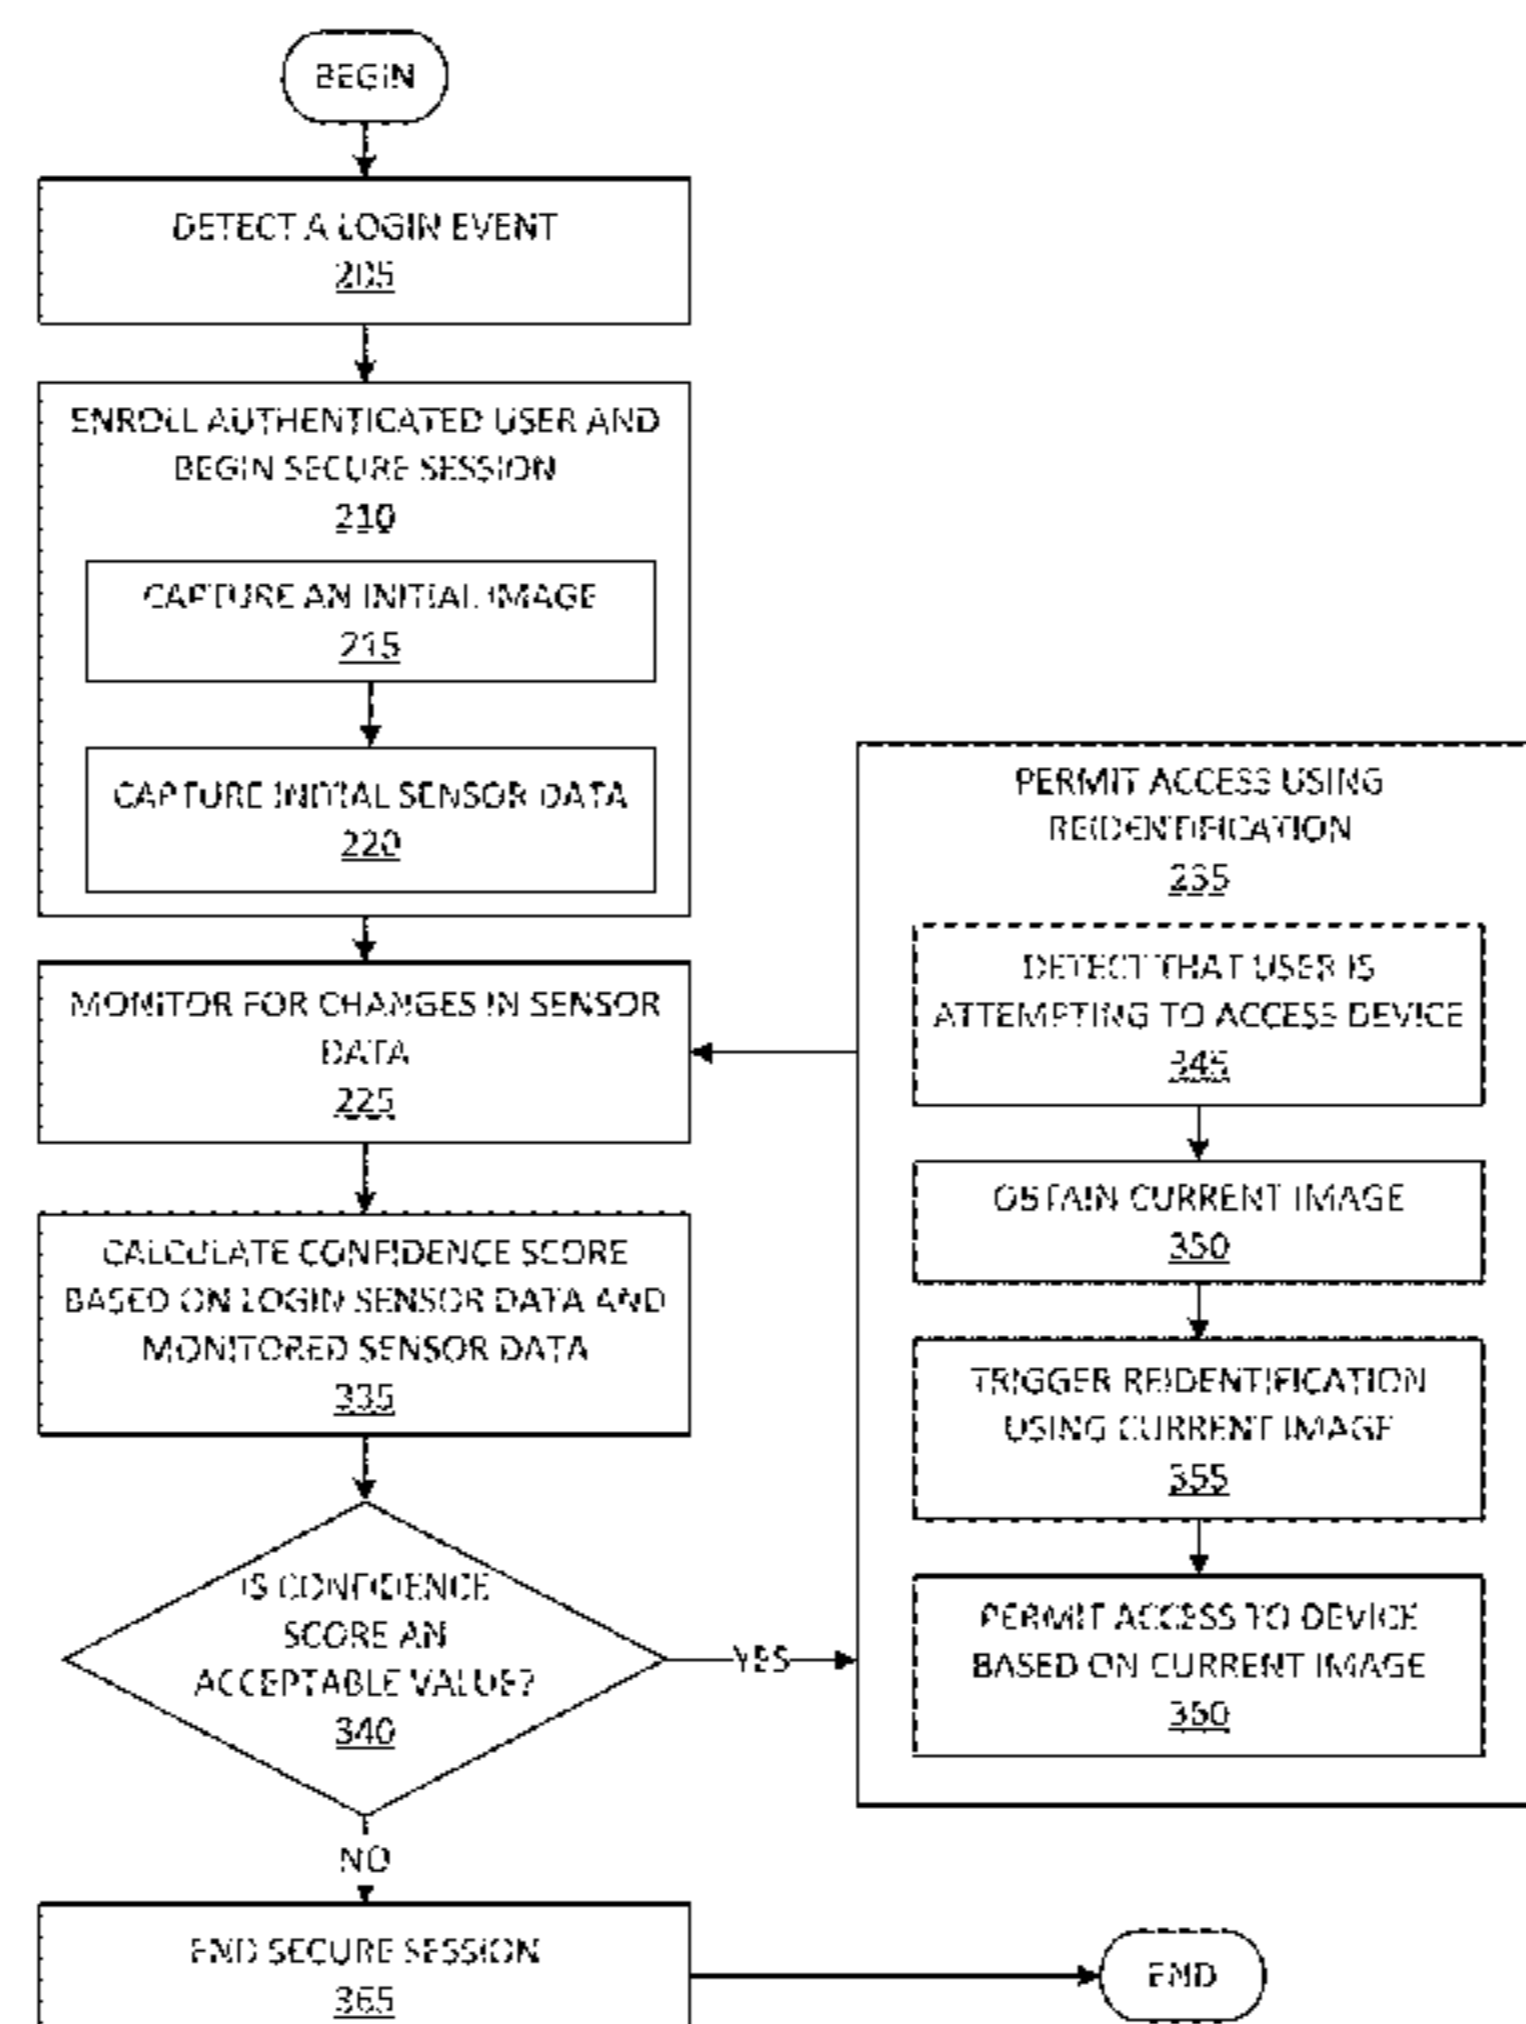 BEGIN
DETECT A LOGIN EVENT
205
ENROLL AUTHENTICATED USER AND
BEGIN SECURE SESSION
210
CAPTURE AN INITIAL IMAGE
215
CAPTURE INITIAL SENSOR DATA
220
MONITOR FOR CHANGES IN SENSOR
DATA
225
CALCULATE CONFIDENCE SCORE
BASED ON LOGIN SENSOR DATA AND
MONITORED SENSOR DATA
335
IS CONFIDENCE
SCORE AN
ACCEPTABLE VALUE?
340
YES
NO
END SECURE SESSION
365
PERMIT ACCESS USING
REIDENTIFICATION
235
DETECT THAT USER IS
ATTEMPTING TO ACCESS DEVICE
345
OBTAIN CURRENT IMAGE
350
TRIGGER REIDENTIFICATION
USING CURRENT IMAGE
355
PERMIT ACCESS TO DEVICE
BASED ON CURRENT IMAGE
360
END